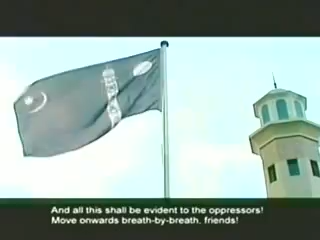 And all this shall be evident to the oppressors!
Move onwards breath-by-breath, friends!